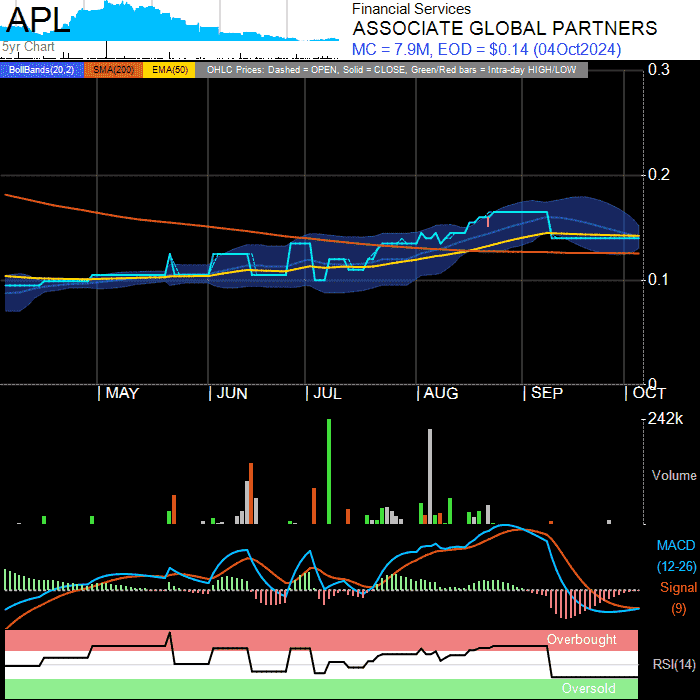 APL
5yr Chart
Financial Services
ASSOCIATE GLOBAL PARTNERS
MC = 7.9M, EOD = $0.14 (04Oct2024)
BollBands(20,2) SMA(200) EMA(50) OHLC Prices: Dashed = OPEN, Solid = CLOSE, Green/Red bars = Intra-day HIGH/LOW
0.3
0.2
0.1
0
MAY JUN JUL AUG SEP OCT
242k
Volume
MACD
(12-26)
Signal
(9)
Overbought
RSI(14)
Oversold